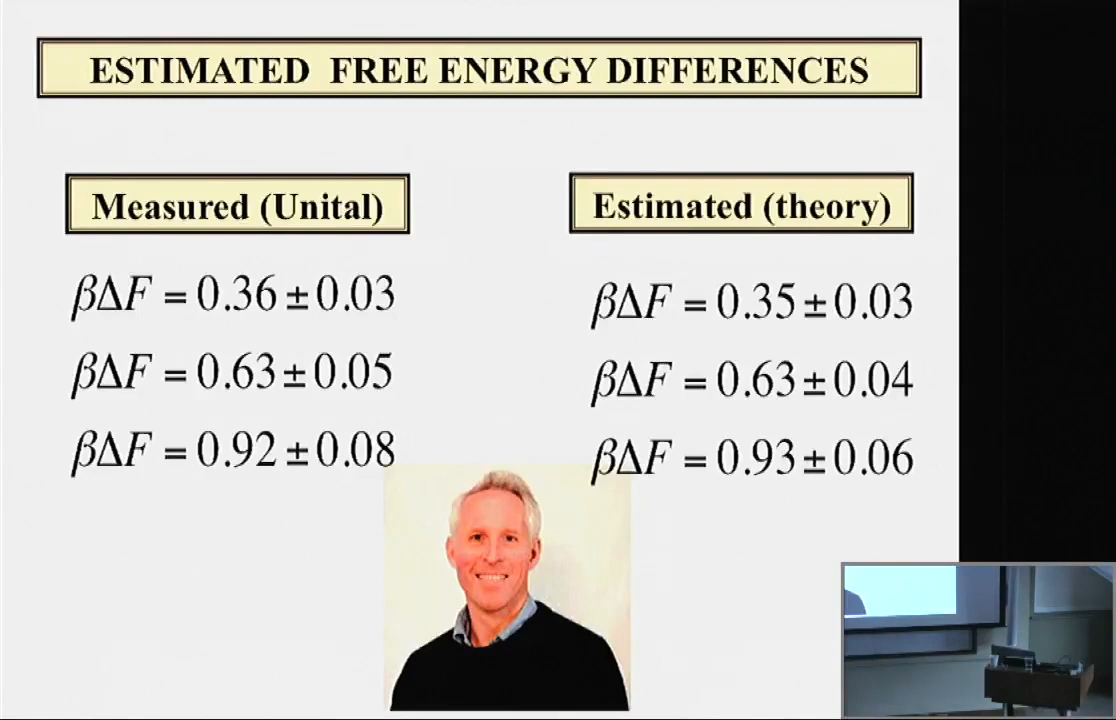 ESTIMATED FREE ENERGY DIFFERENCES
Measured (Unital)
βΔF = 0.36 ± 0.03
βΔF = 0.63 ± 0.05
βΔF = 0.92 ± 0.08
Estimated (theory)
βΔF = 0.35 ± 0.03
βΔF = 0.63 ± 0.04
βΔF = 0.93 ± 0.06